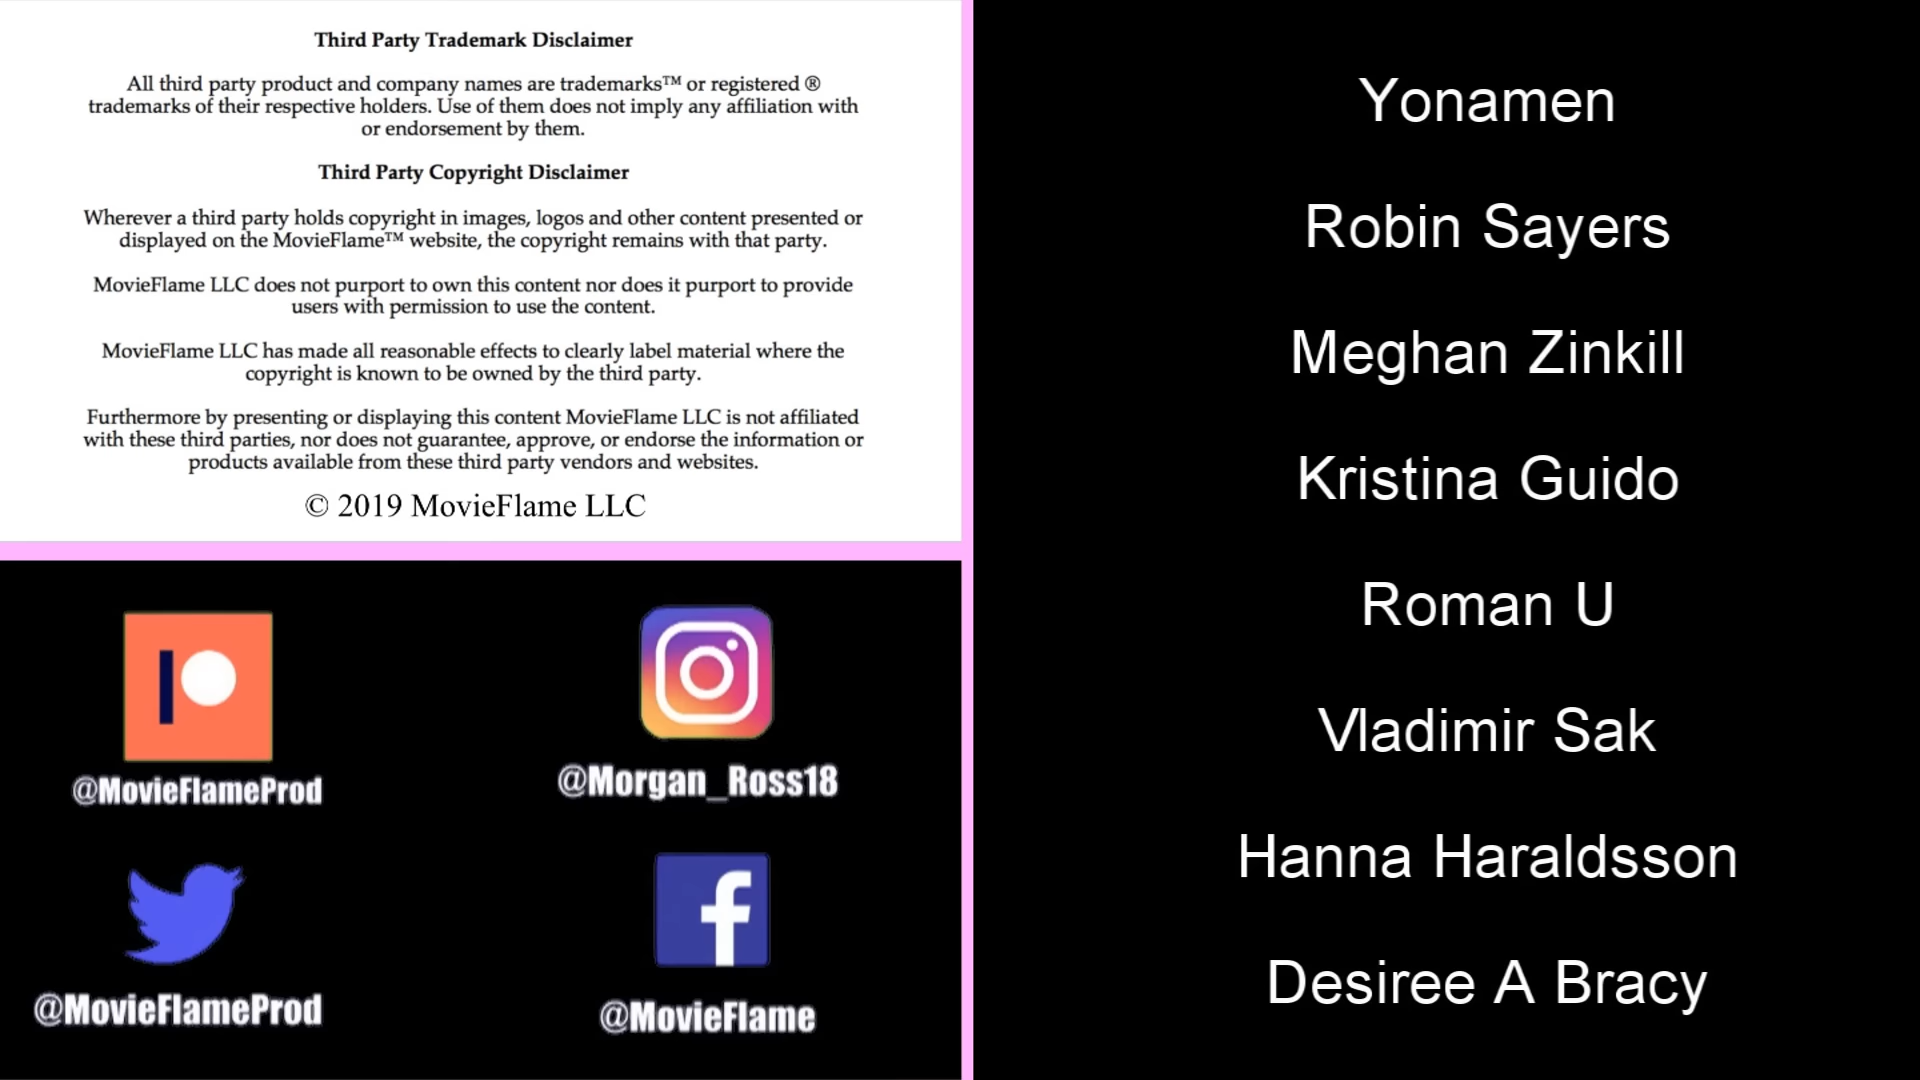 Third Party Trademark Disclaimer
All third party product and company names are trademarks™ or registered ®
trademarks of their respective holders. Use of them does not imply any affiliation with
or endorsement by them.
Third Party Copyright Disclaimer
Wherever a third party holds copyright in images, logos and other content presented or
displayed on the MovieFlame™ website, the copyright remains with that party.
MovieFlame LLC does not purport to own this content nor does it purport to provide
users with permission to use the content.
MovieFlame LLC has made all reasonable effects to clearly label material where the
copyright is known to be owned by the third party.
Furthermore by presenting or displaying this content MovieFlame LLC is not affiliated
with these third parties, nor does not guarantee, approve, or endorse the information or
products available from these third party vendors and websites.
© 2019 MovieFlame LLC
@MovieFlameProd
@Morgan_Ross18
@MovieFlameProd
@MovieFlame
Yonamen
Robin Sayers
Meghan Zinkill
Kristina Guido
Roman U
Vladimir Sak
Hanna Haraldsson
Desiree A Bracy